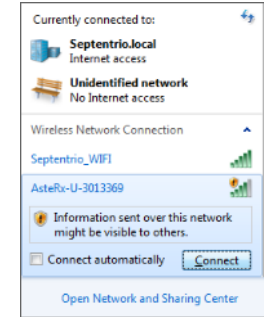 Currently connected to:
Septentrio.local
Internet access
Unidentified network
No Internet access
Wireless Network Connection
Septentrio_WIFI
AsteRx-U-3013369
Information sent over this network
might be visible to others.
Connect automatically
Connect
Open Network and Sharing Center